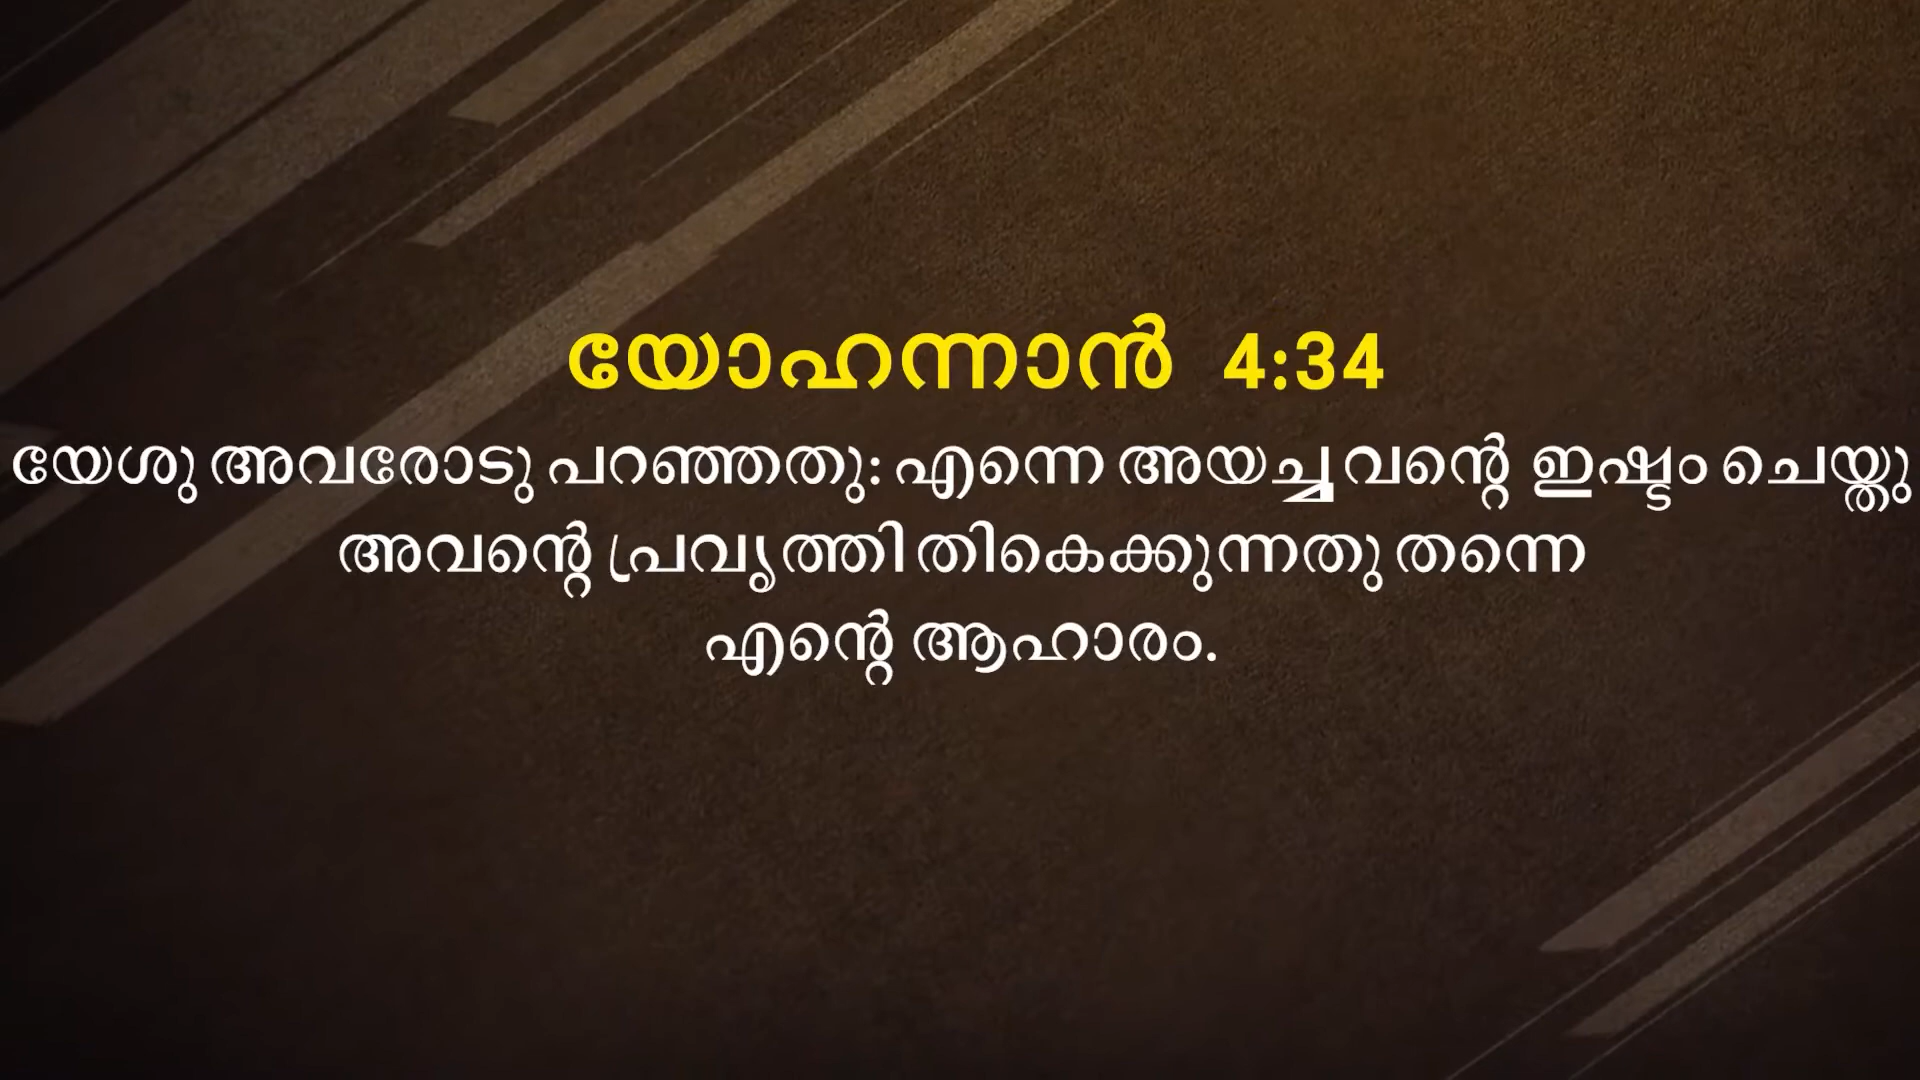 യോഹന്നാൻ 4:34
യേശു അവരോടു പറഞ്ഞതു: എന്നെ അയച്ചവന്റെ ഇഷ്ടം ചെയ്തു
അവന്റെ പ്രവൃത്തി തികെക്കുന്നതു തന്നെ
എന്റെ ആഹാരം.